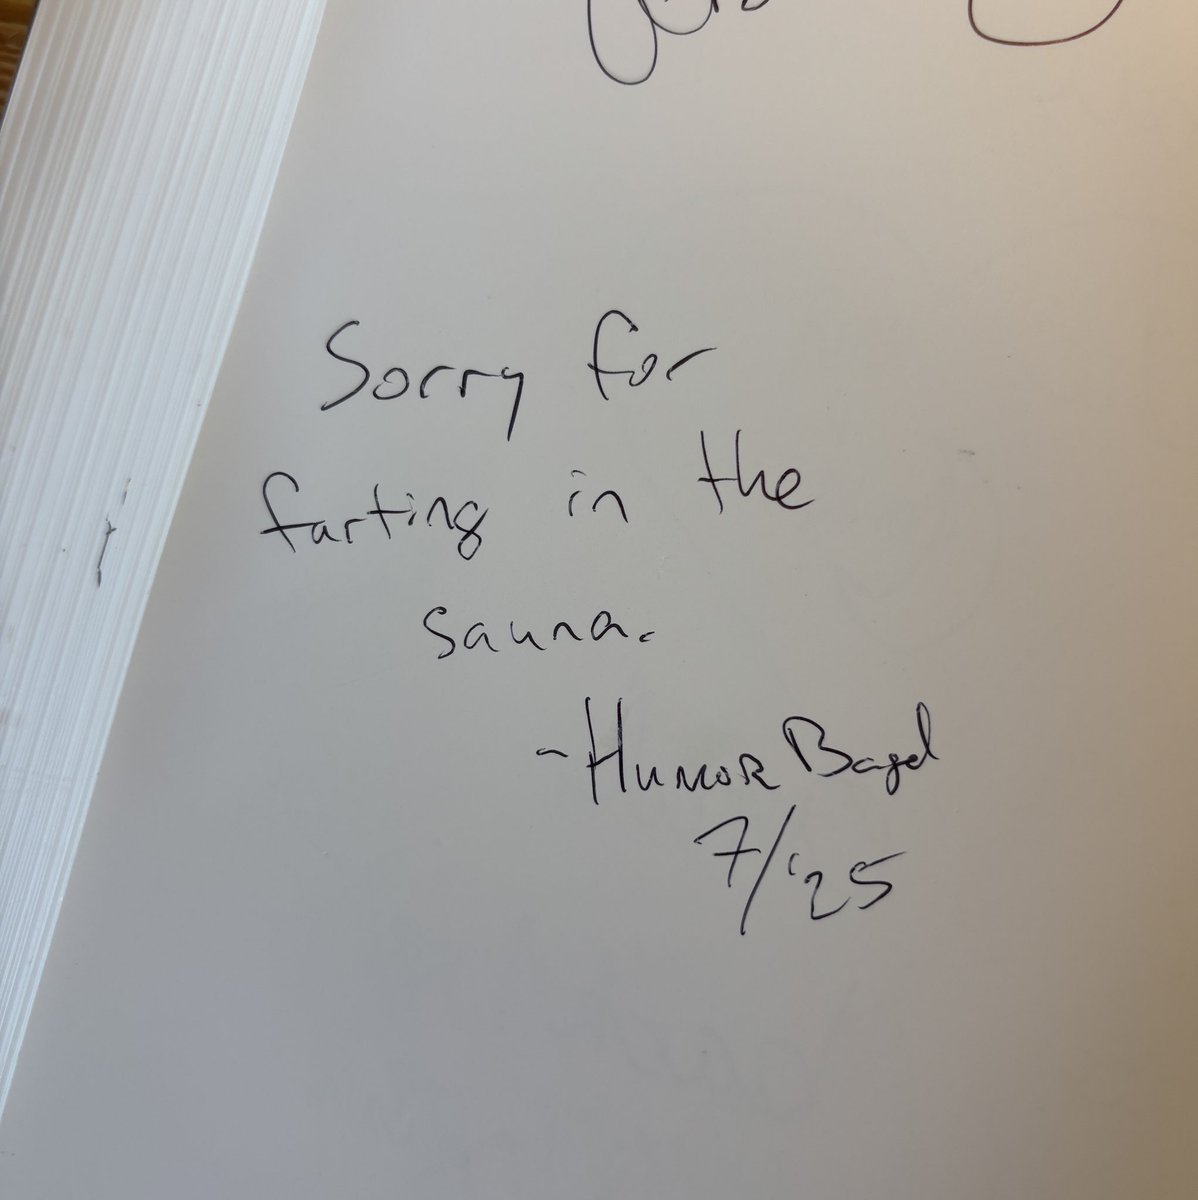 Sorry for
farting in the
sauna.
- Humor Bagel
7/'25